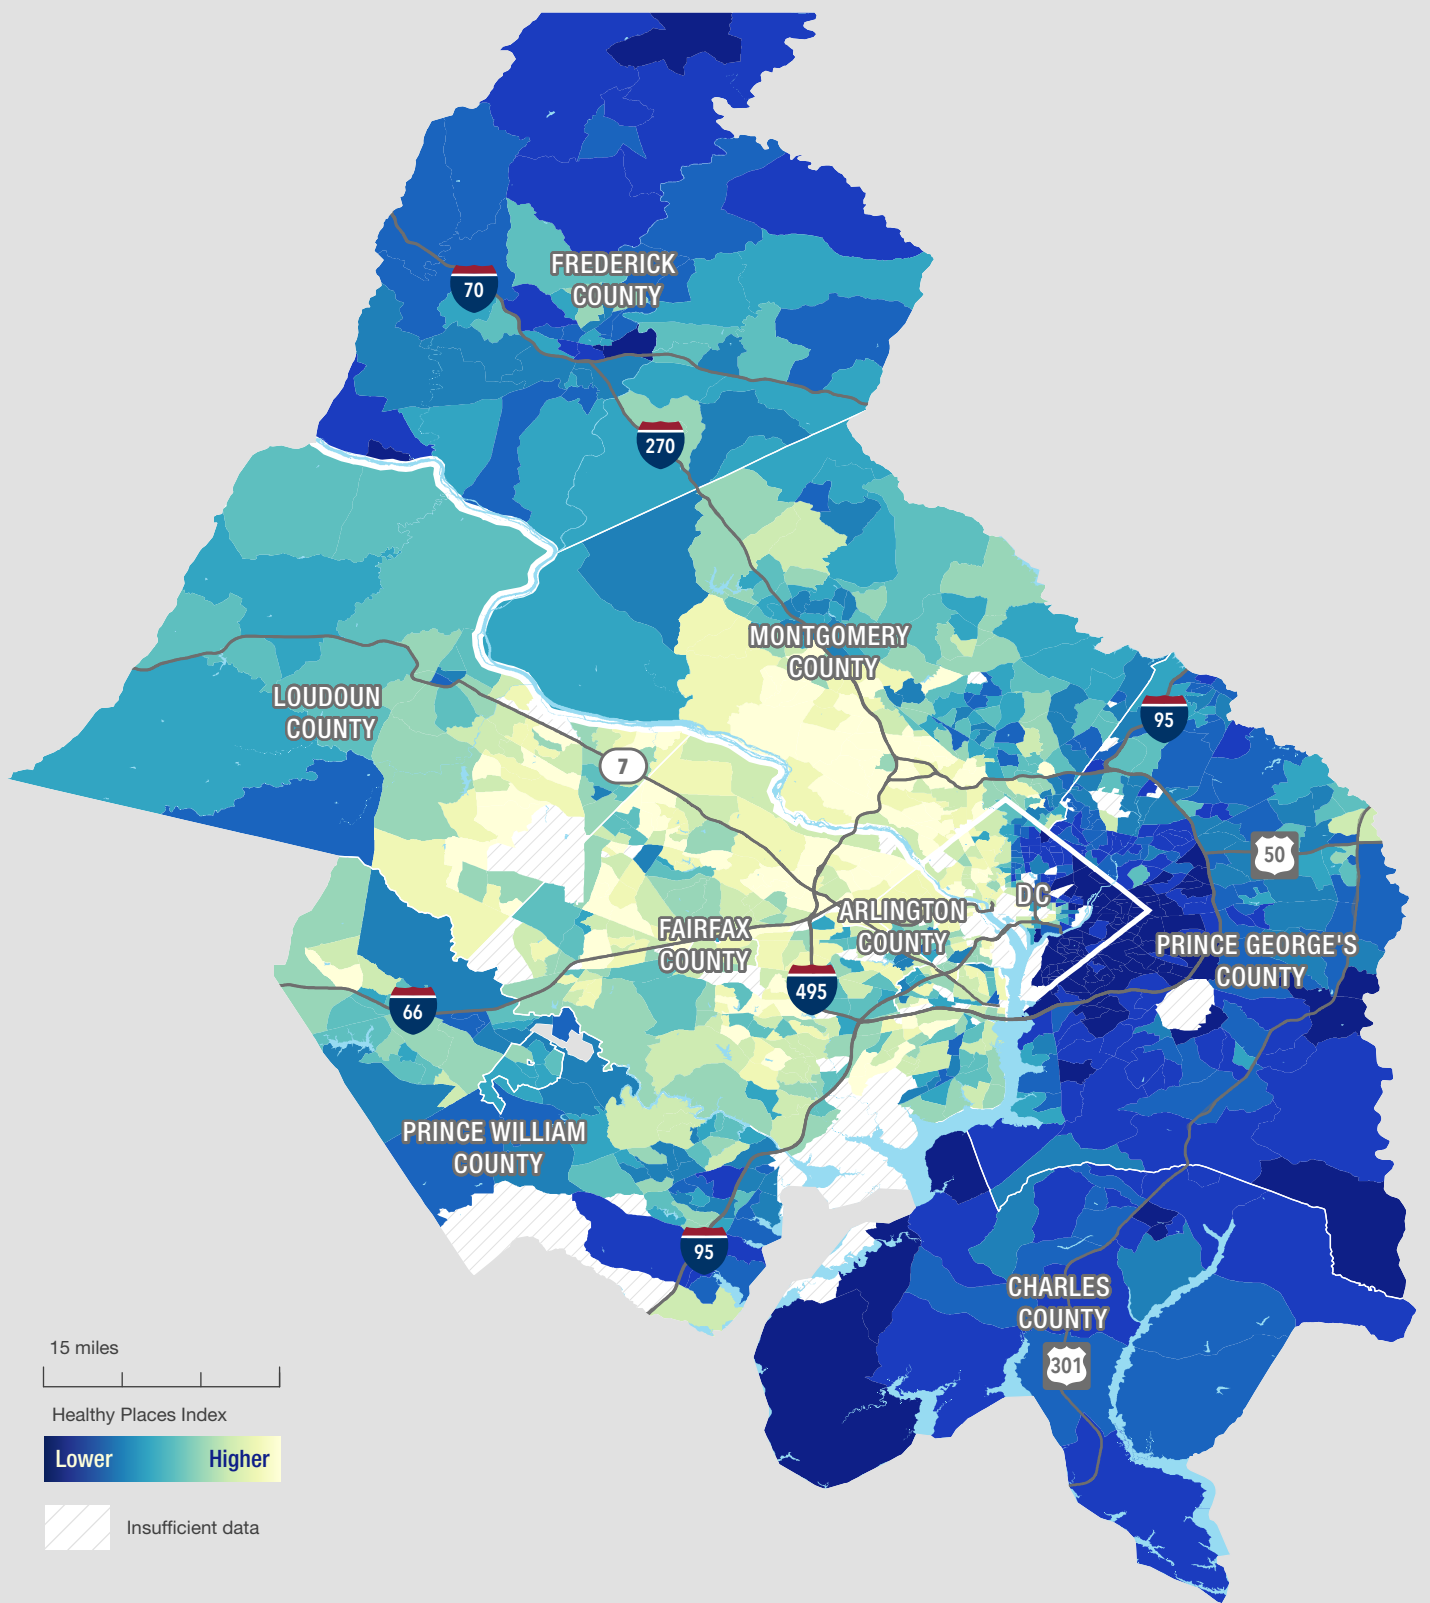 FREDERICK
COUNTY
70
270
MONTGOMERY
COUNTY
LOUDOUN
COUNTY
95
7
50
DC
ARLINGTON
COUNTY
FAIRFAX
COUNTY
PRINCE GEORGE'S
COUNTY
495
66
PRINCE WILLIAM
COUNTY
95
CHARLES
COUNTY
301
15 miles
Healthy Places Index
Lower Higher
Insufficient data